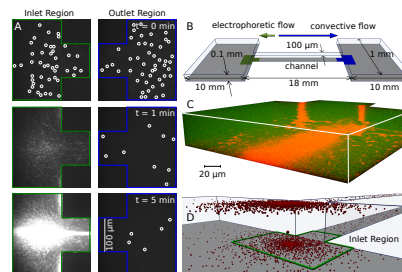 Inlet Region
Outlet Region
A
t = 0 min
t = 1 min
t = 5 min
100 µm
B
electrophoretic flow
convective flow
100 µm
0.1 mm
1 mm
channel
10 mm
18 mm
10 mm
C
20 µm
D
Inlet Region